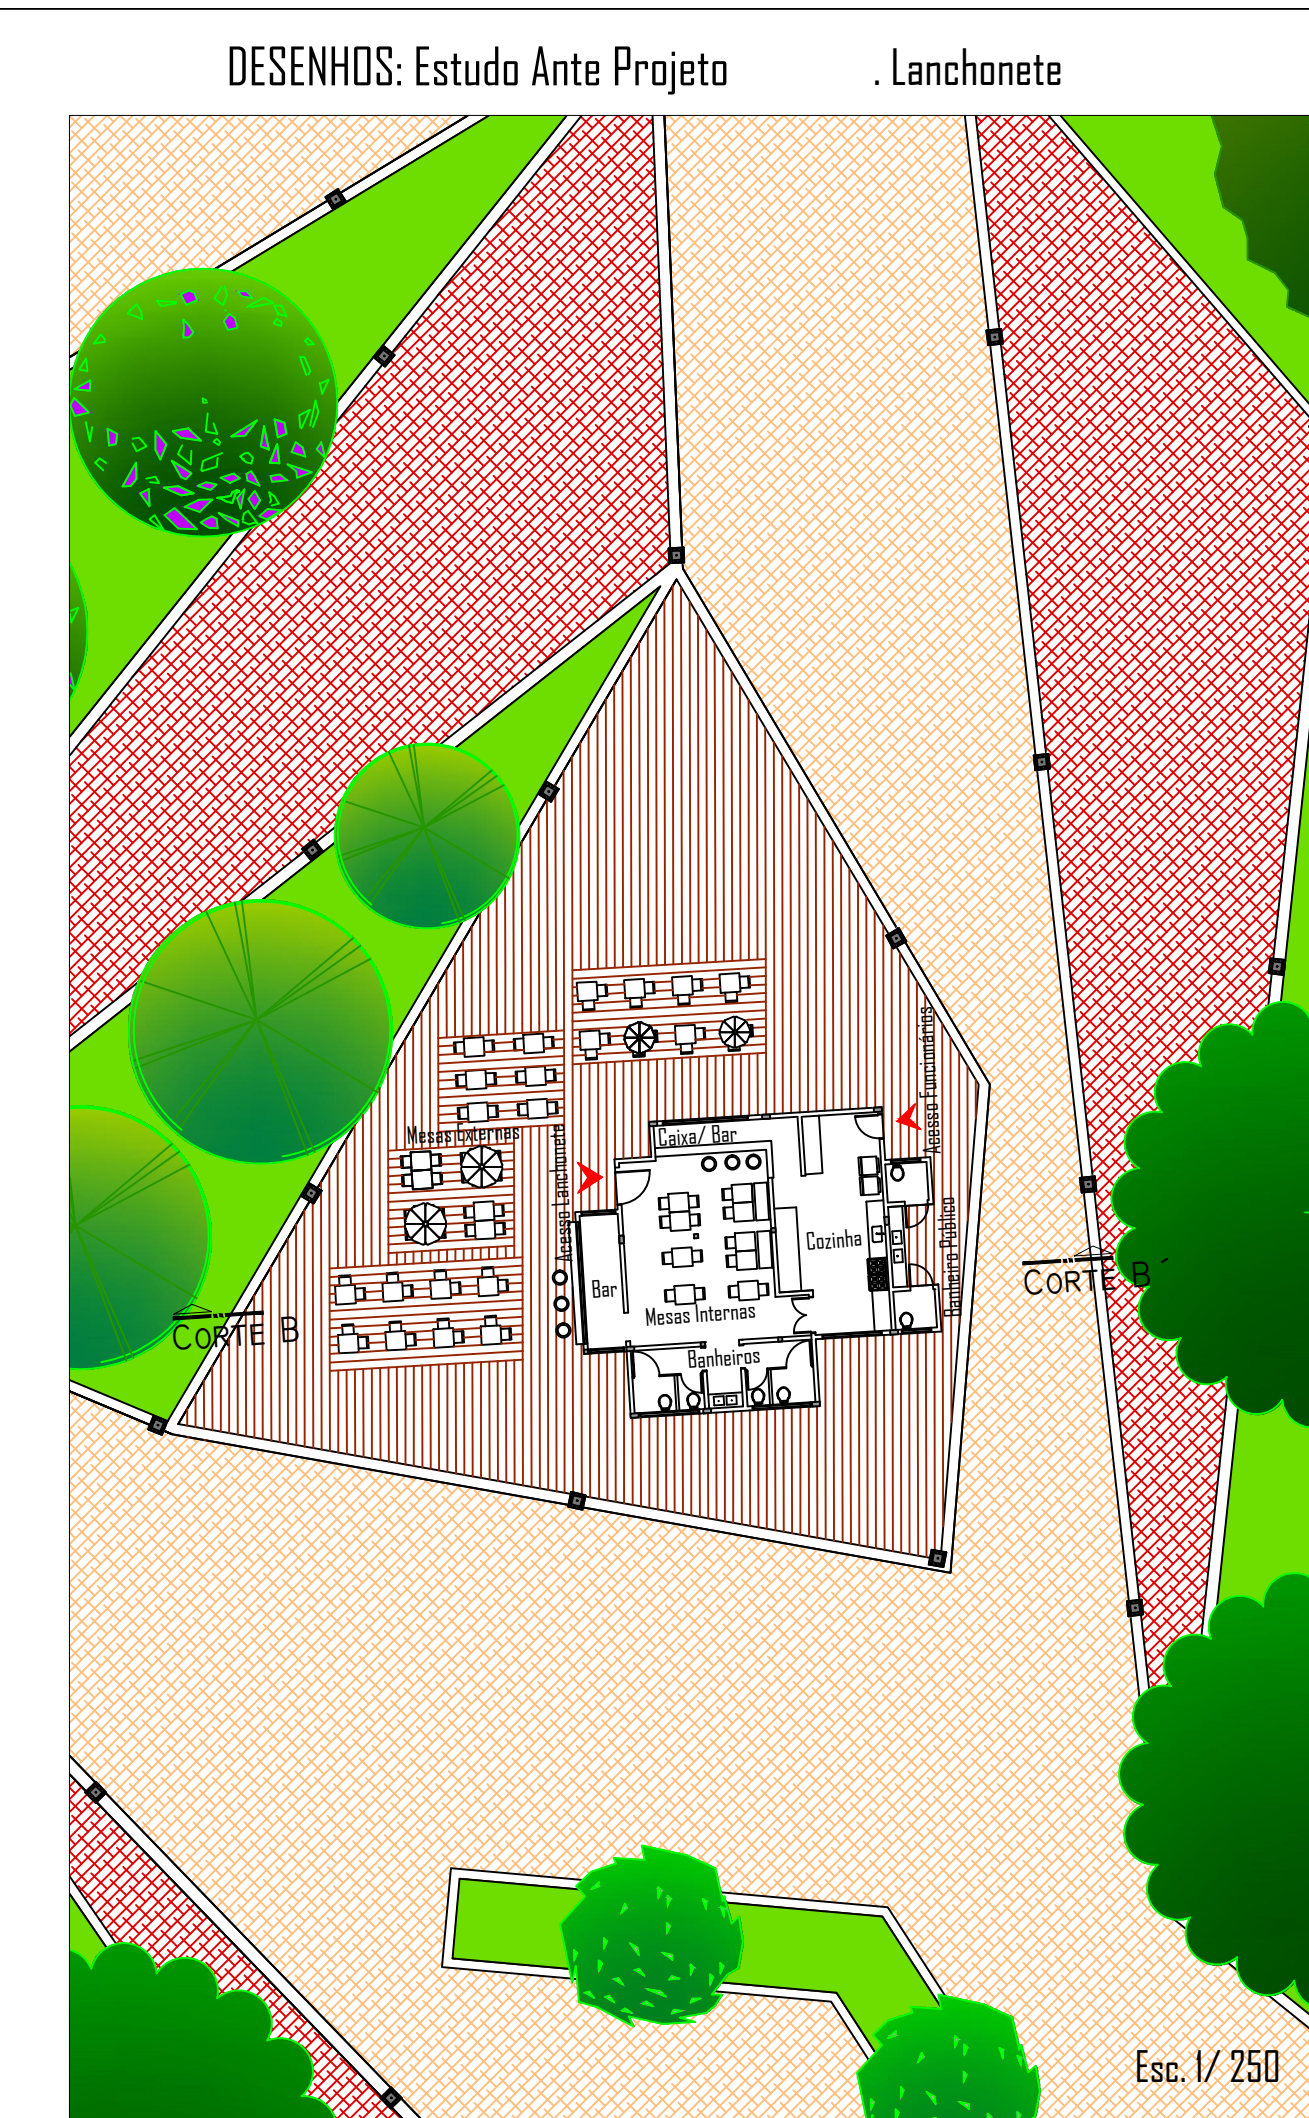 DESENHOS: Estudo Ante Projeto
. Lanchonete
Acesso Funcionários
Mesas Externas
Caixa/ Bar
Acesso Lanchonete
Banheiro Público
Cozinha
Bar
Mesas Internas
CORTE B´
CORTE B
Banheiros
Esc. 1/ 250